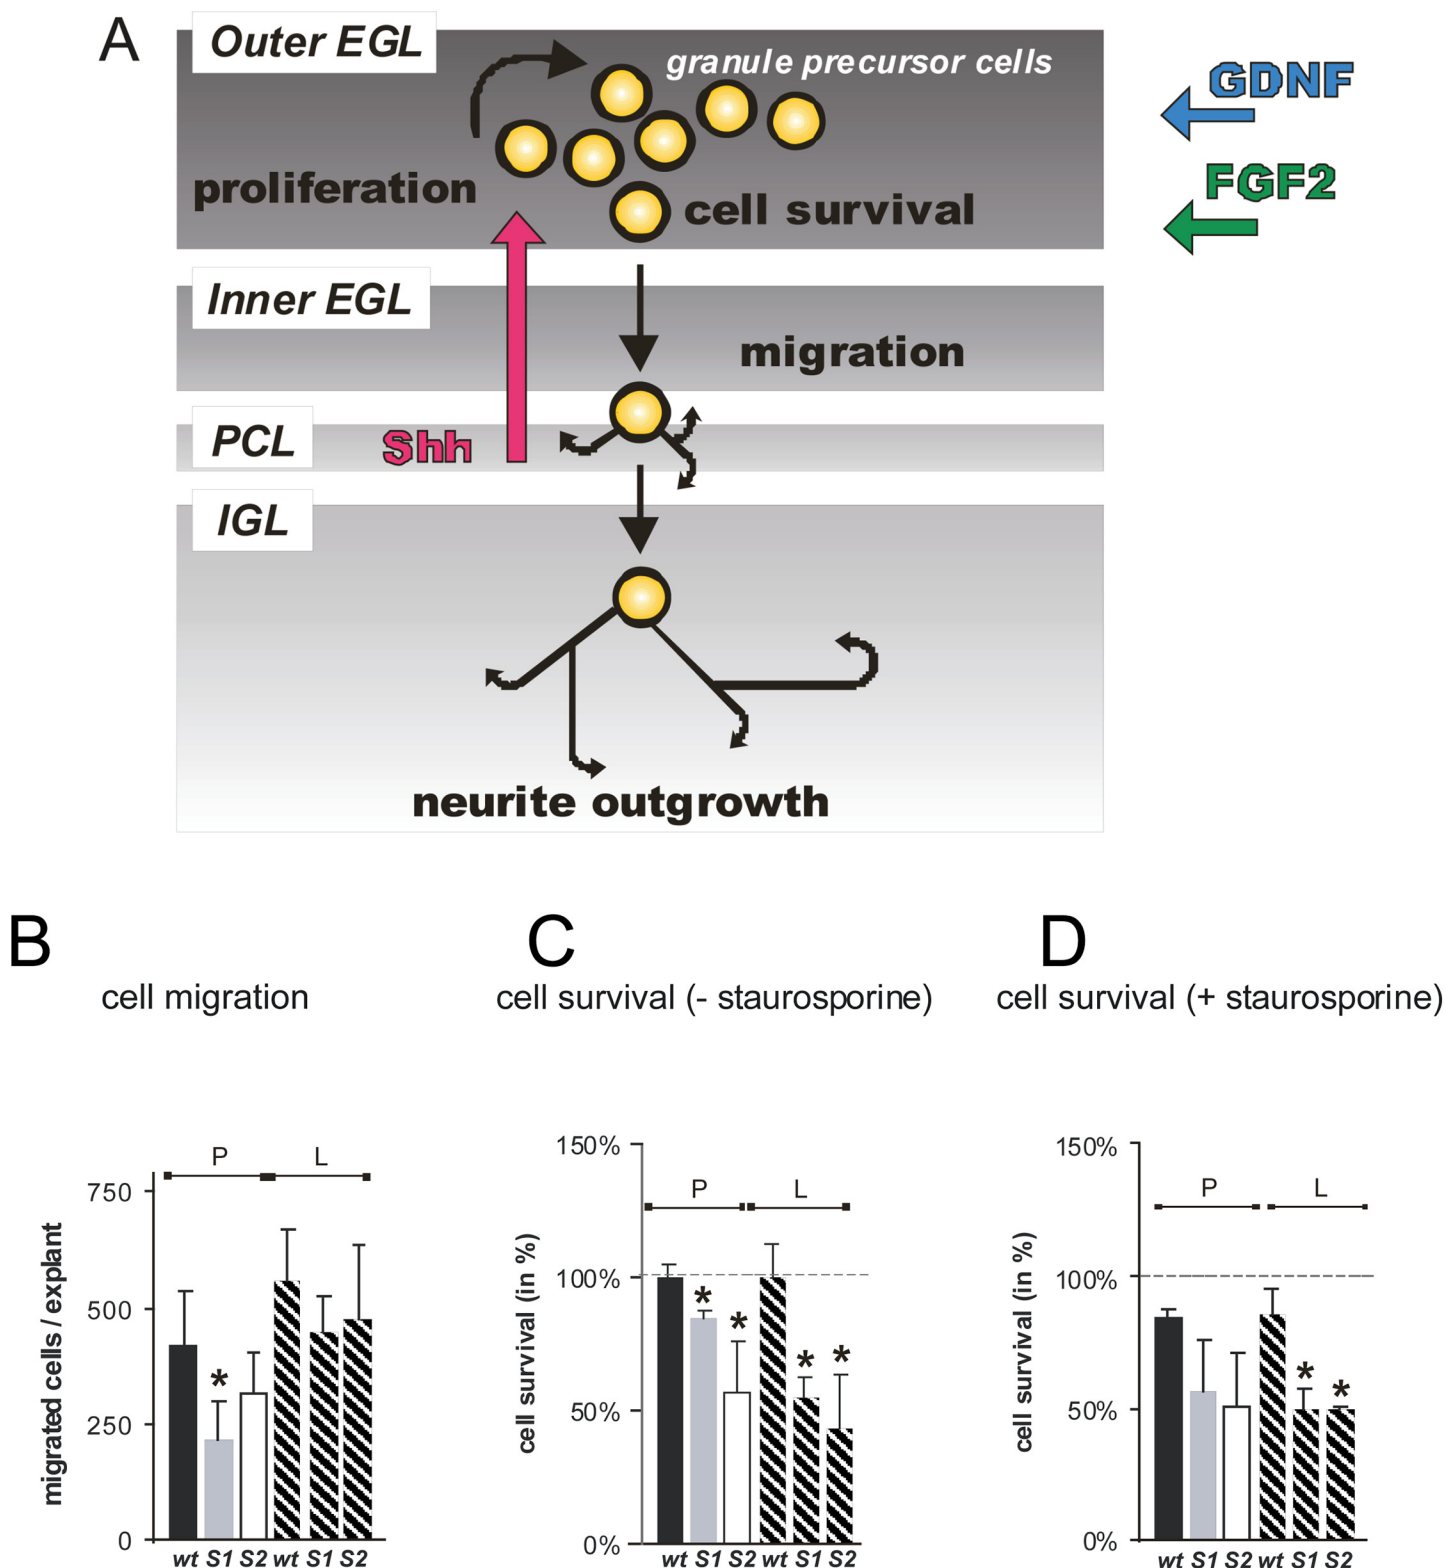 A
Outer EGL
granule precursor cells
GDNF
proliferation
cell survival
FGF2
Inner EGL
migration
PCL
Shh
IGL
neurite outgrowth
B
cell migration
migrated cells / explant
750
500
250
0
P
L
wt S1 S2 wt S1 S2
*
C
cell survival (- staurosporine)
cell survival (in %)
150%
100%
50%
0%
P
L
* * * *
wt S1 S2 wt S1 S2
D
cell survival (+ staurosporine)
cell survival (in %)
150%
100%
50%
0%
P
L
* *
wt S1 S2 wt S1 S2